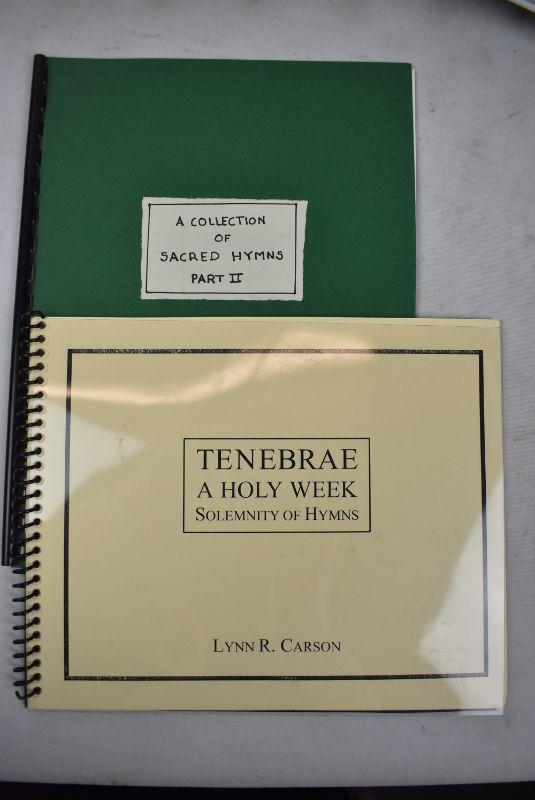 A COLLECTION
OF
SACRED HYMNS
PART II
TENEBRAE
A HOLY WEEK
SOLEMNITY OF HYMNS
LYNN R. CARSON